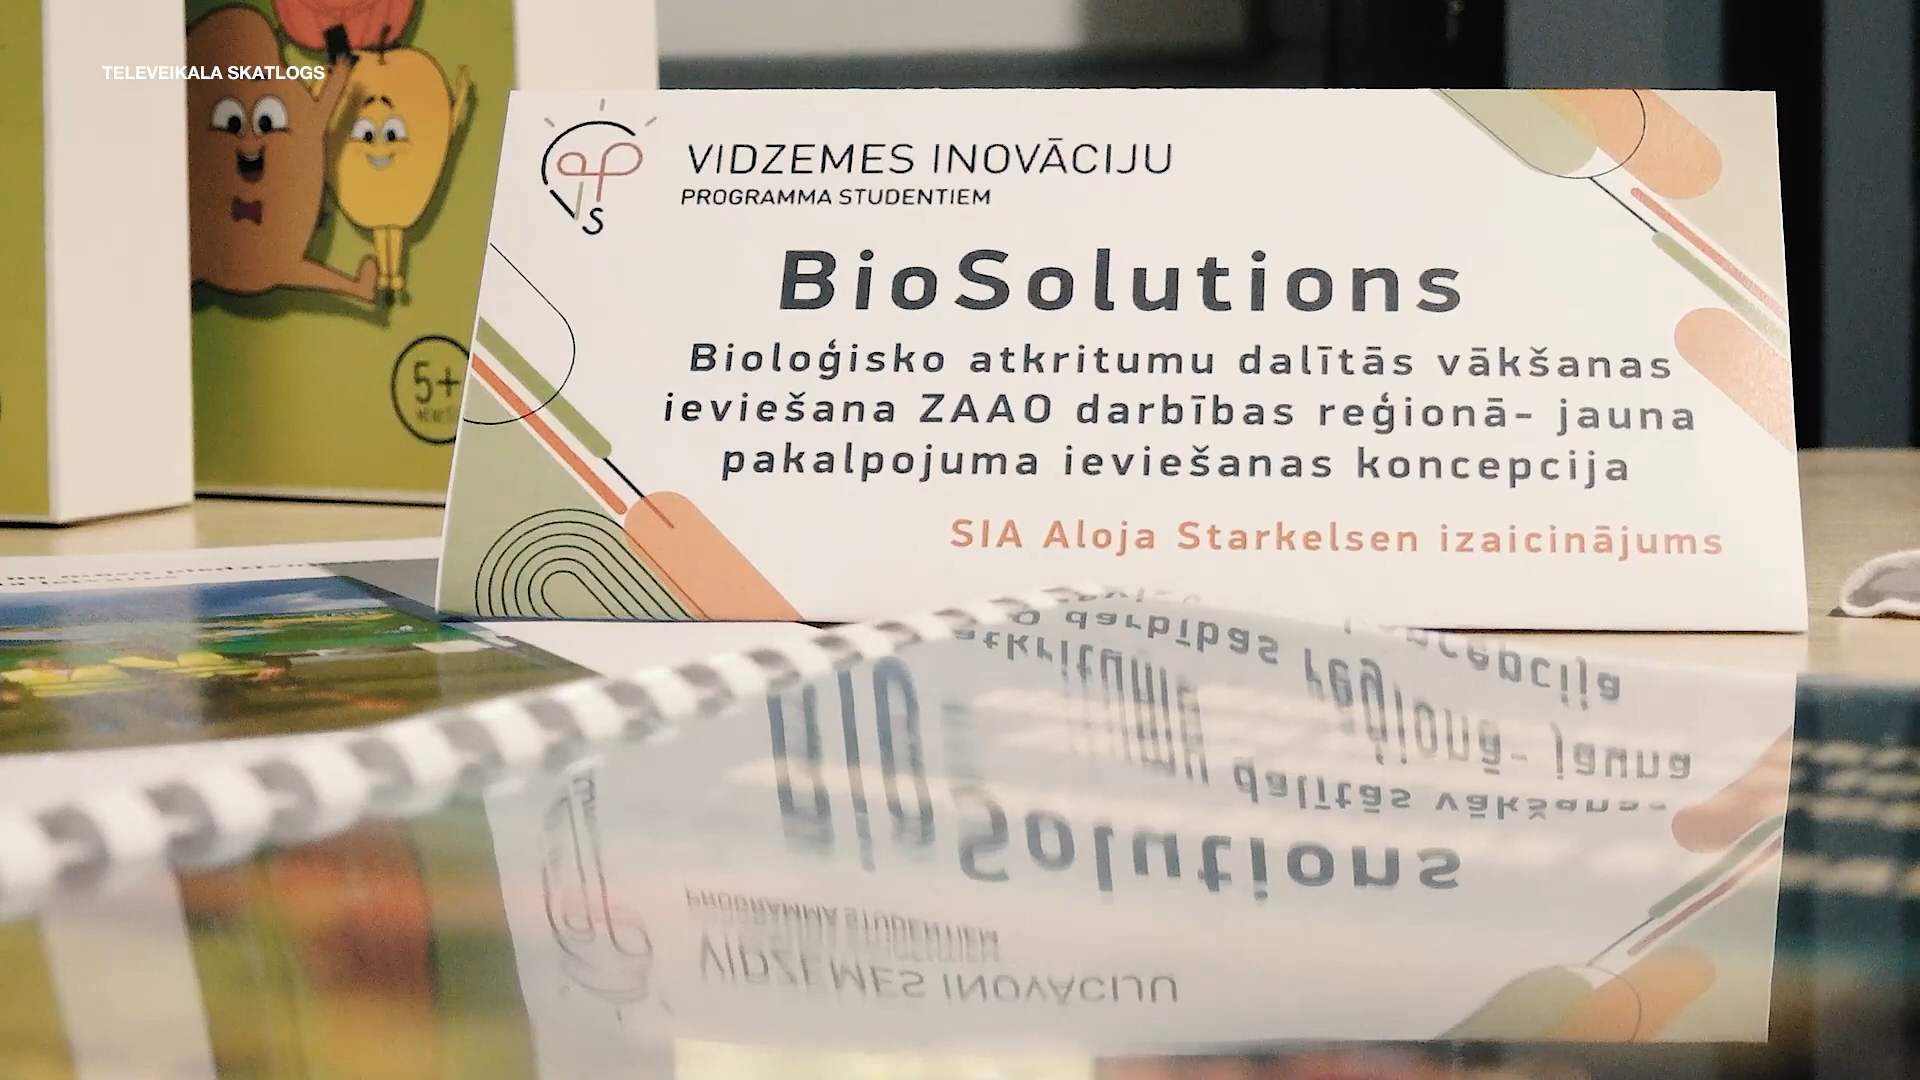 TELEVEIKALA SKATLOGS
VIDZEMES INOVĀCIJU
PROGRAMMA STUDENTIEM
BioSolutions
Bioloģisko atkritumu dalītās vākšanas
ieviešana ZAAO darbības reģionā- jauna
pakalpojuma ieviešanas koncepcija
SIA Aloja Starkelsen izaicinājums
5+